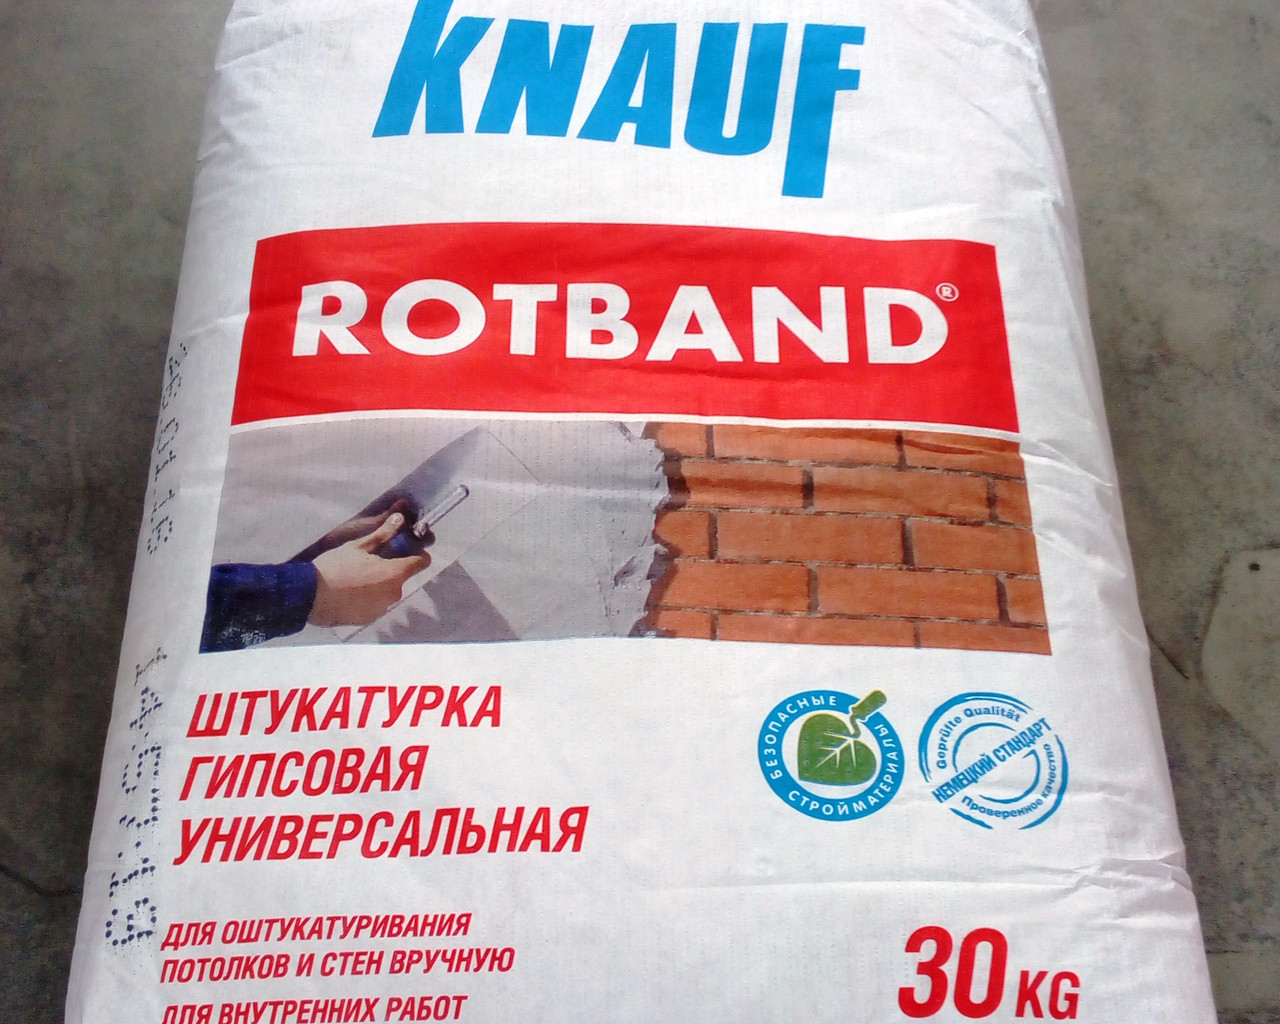 KNAUF
ROTBAND®
ШТУКАТУРКА
ГИПСОВАЯ
УНИВЕРСАЛЬНАЯ
БЕЗОПАСНЫЕ
СТРОЙМАТЕРИАЛЫ
Geprüfte Qualität
НЕМЕЦКИЙ СТАНДАРТ
Проверенное качество
ДЛЯ ОШТУКАТУРИВАНИЯ
ПОТОЛКОВ И СТЕН ВРУЧНУЮ
ДЛЯ ВНУТРЕННИХ РАБОТ
30 KG